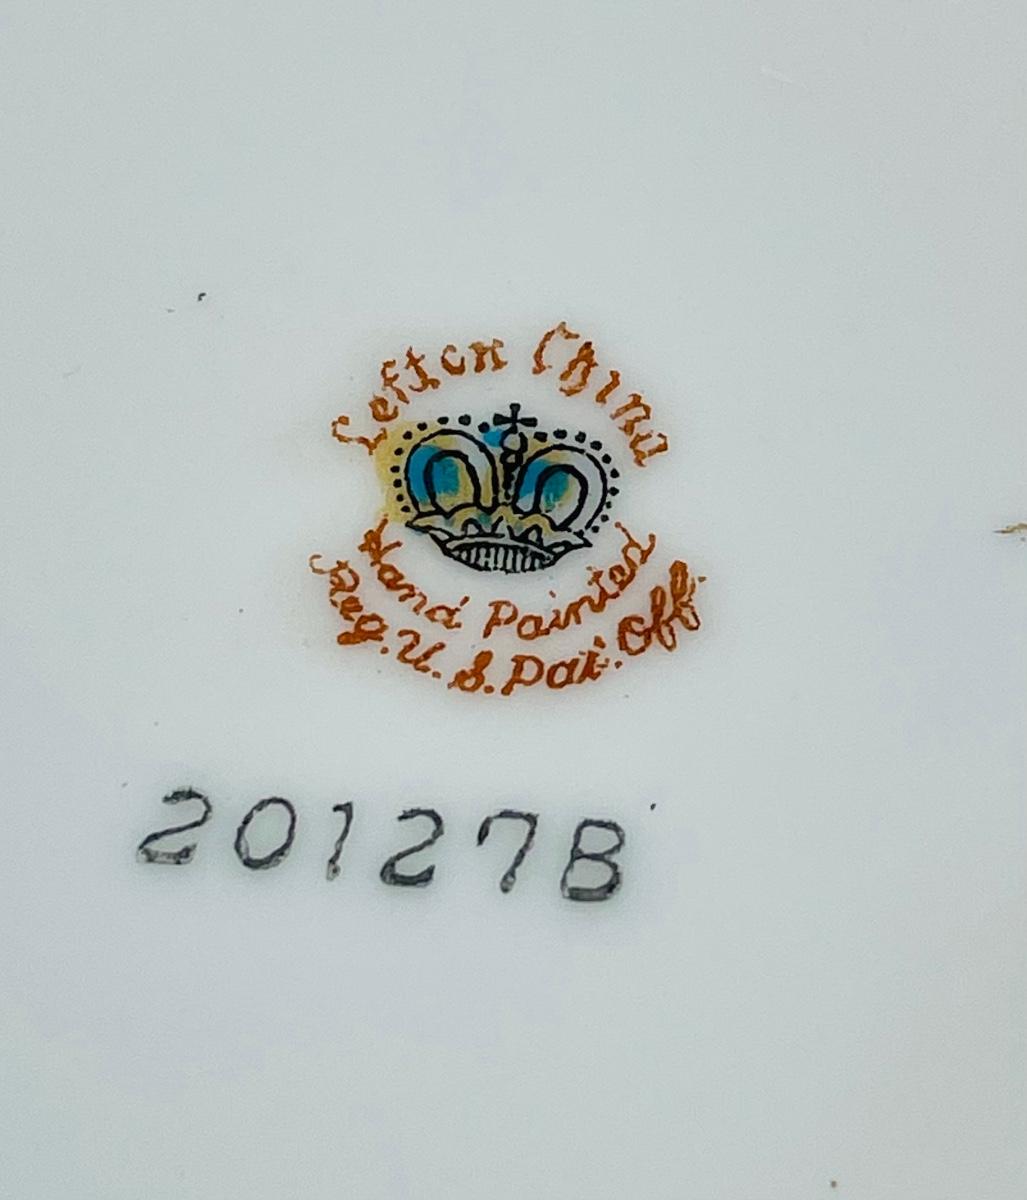 Lefton China
Hand Painted
Reg. U. S. Pat. Off.
20127B